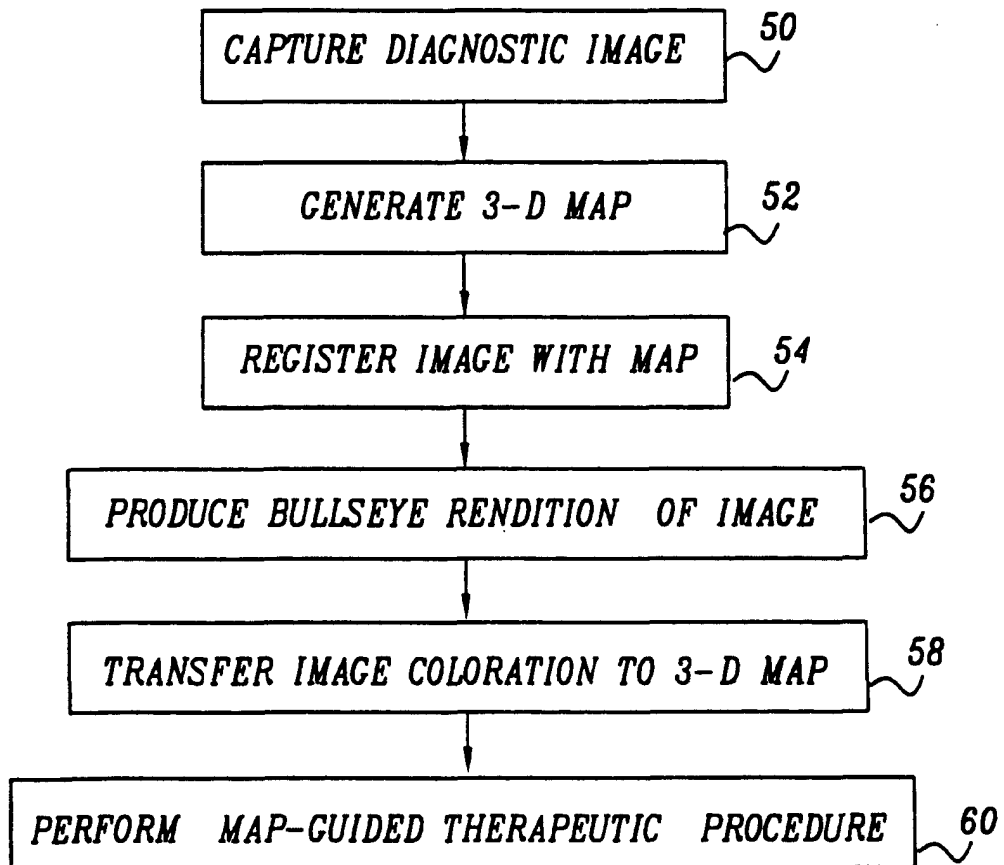 CAPTURE DIAGNOSTIC IMAGE 50
GENERATE 3-D MAP 52
REGISTER IMAGE WITH MAP 54
PRODUCE BULLSEYE RENDITION OF IMAGE 56
TRANSFER IMAGE COLORATION TO 3-D MAP 58
PERFORM MAP-GUIDED THERAPEUTIC PROCEDURE 60